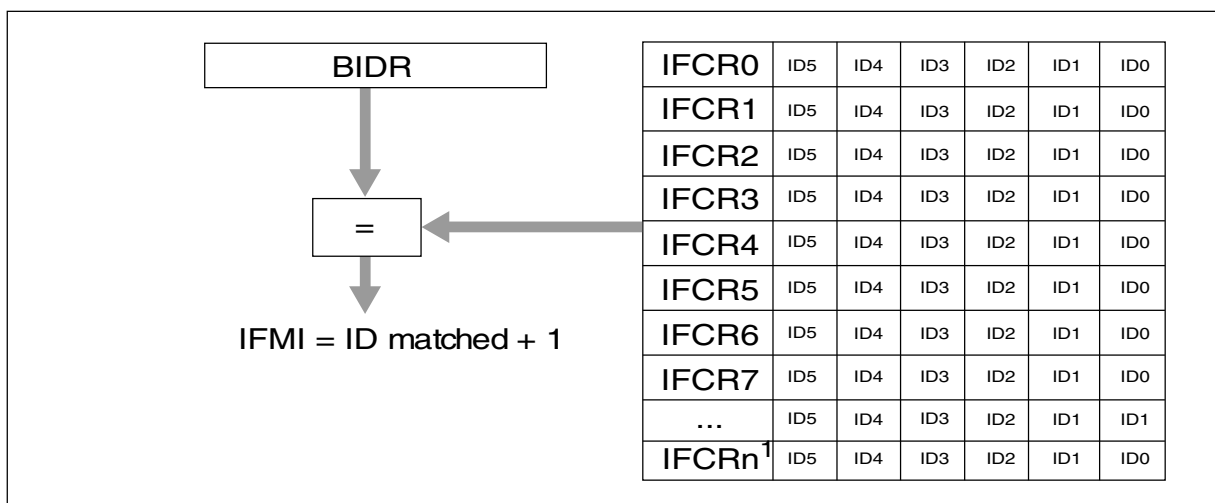 BIDR
=
IFMI = ID matched + 1
IFCR0 ID5 ID4 ID3 ID2 ID1 ID0
IFCR1 ID5 ID4 ID3 ID2 ID1 ID0
IFCR2 ID5 ID4 ID3 ID2 ID1 ID0
IFCR3 ID5 ID4 ID3 ID2 ID1 ID0
IFCR4 ID5 ID4 ID3 ID2 ID1 ID0
IFCR5 ID5 ID4 ID3 ID2 ID1 ID0
IFCR6 ID5 ID4 ID3 ID2 ID1 ID0
IFCR7 ID5 ID4 ID3 ID2 ID1 ID0
... ID5 ID4 ID3 ID2 ID1 ID1
IFCRn¹ ID5 ID4 ID3 ID2 ID1 ID0